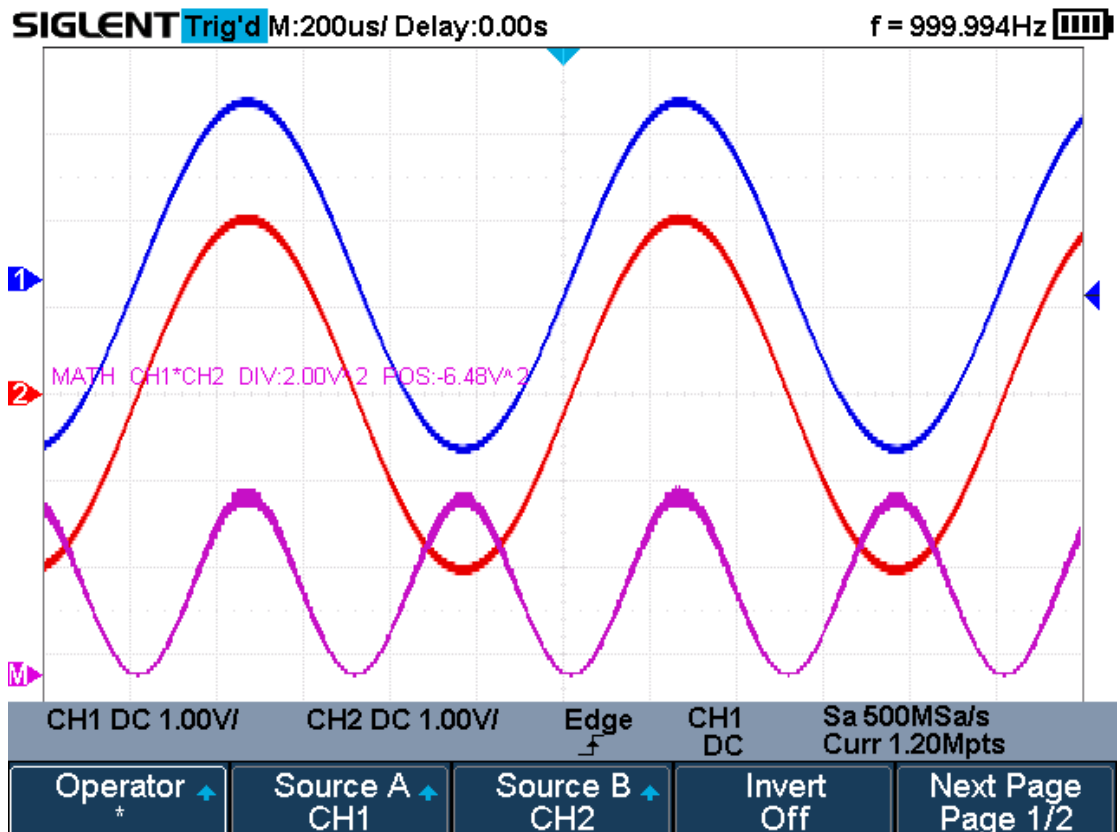 SIGLENT Trig'd M:200us/ Delay:0.00s f = 999.994Hz
1
MATH CH1*CH2 DIV:2.00V^2 POS:-6.48V^2
2
M
CH1 DC 1.00V/ CH2 DC 1.00V/ Edge CH1 Sa 500MSa/s
DC Curr 1.20Mpts
Operator Source A Source B Invert Next Page
* CH1 CH2 Off Page 1/2